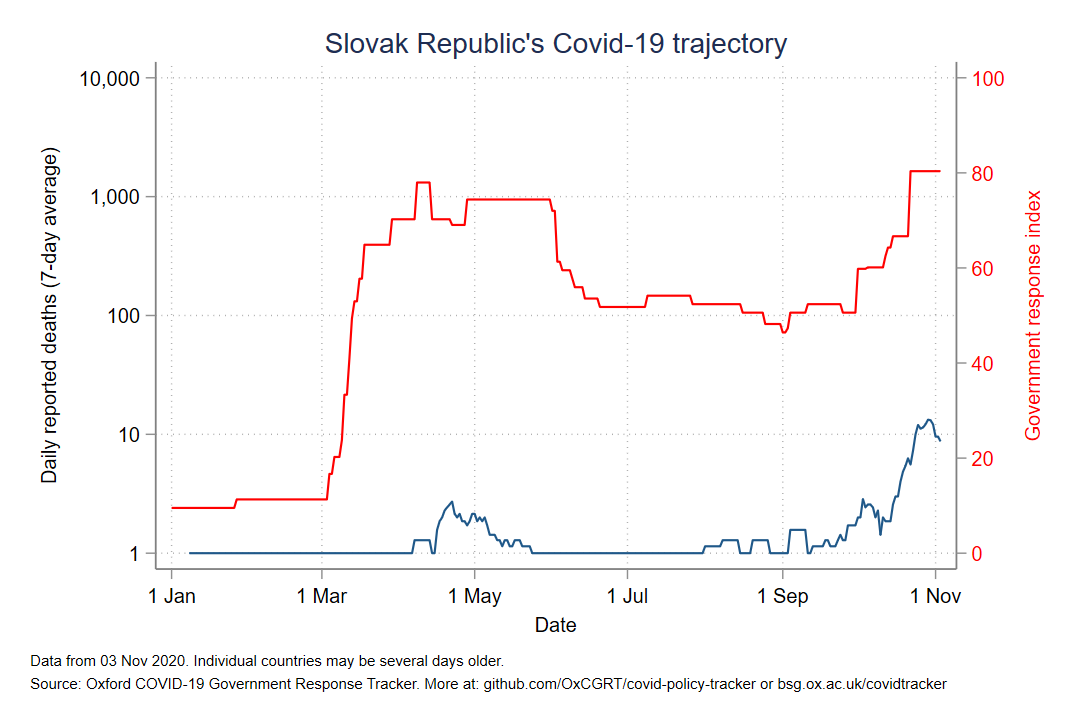 Slovak Republic's Covid-19 trajectory
10,000
1,000
100
10
1
Daily reported deaths (7-day average)
100
80
60
40
20
0
Government response index
1 Jan
1 Mar
1 May
1 Jul
1 Sep
1 Nov
Date
Data from 03 Nov 2020. Individual countries may be several days older.
Source: Oxford COVID-19 Government Response Tracker. More at: github.com/OxCGRT/covid-policy-tracker or bsg.ox.ac.uk/covidtracker